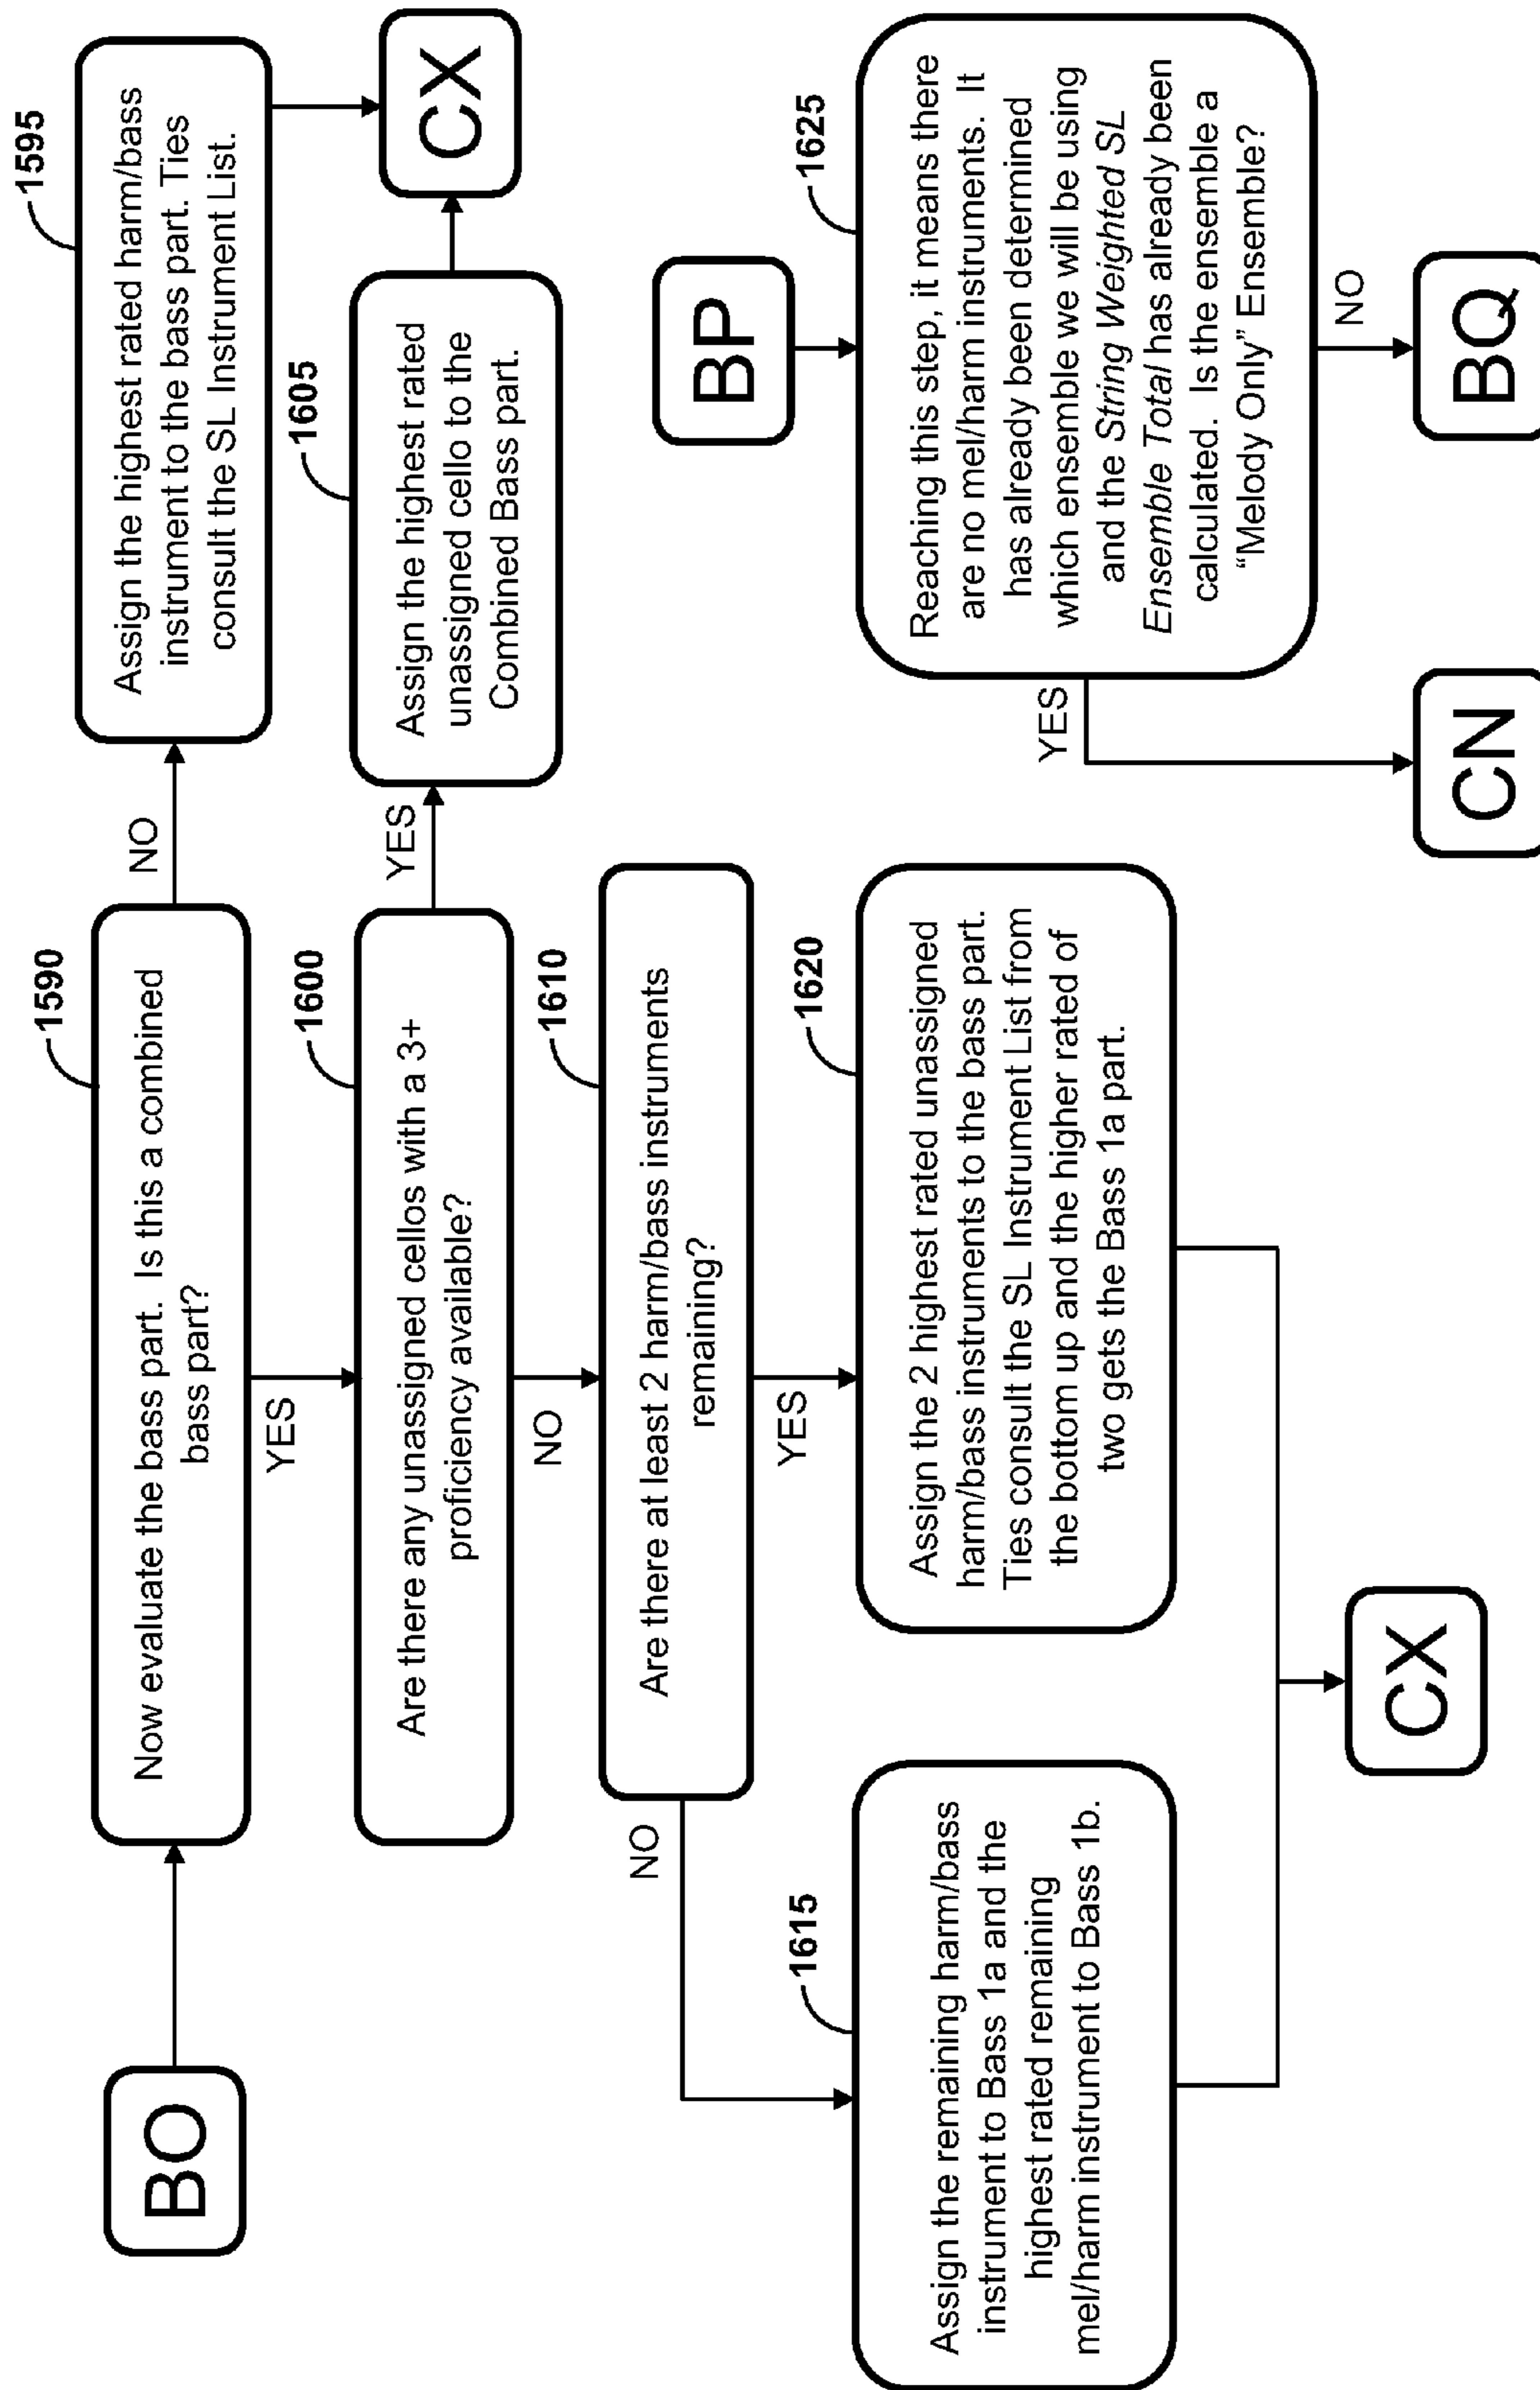 BO
1590
Now evaluate the bass part. Is this a combined
bass part?
NO
1595
Assign the highest rated harm/bass
instrument to the bass part. Ties
consult the SL Instrument List.
YES
1600
Are there any unassigned cellos with a 3+
proficiency available?
YES
1605
Assign the highest rated
unassigned cello to the
Combined Bass part.
CX
NO
1610
Are there at least 2 harm/bass instruments
remaining?
NO
1615
Assign the remaining harm/bass
instrument to Bass 1a and the
highest rated remaining
mel/harm instrument to Bass 1b.
YES
1620
Assign the 2 highest rated unassigned
harm/bass instruments to the bass part.
Ties consult the SL Instrument List from
the bottom up and the higher rated of
two gets the Bass 1a part.
CX
BP
1625
Reaching this step, it means there
are no mel/harm instruments. It
has already been determined
which ensemble we will be using
and the String Weighted SL
Ensemble Total has already been
calculated. Is the ensemble a
“Melody Only” Ensemble?
YES
CN
NO
BQ